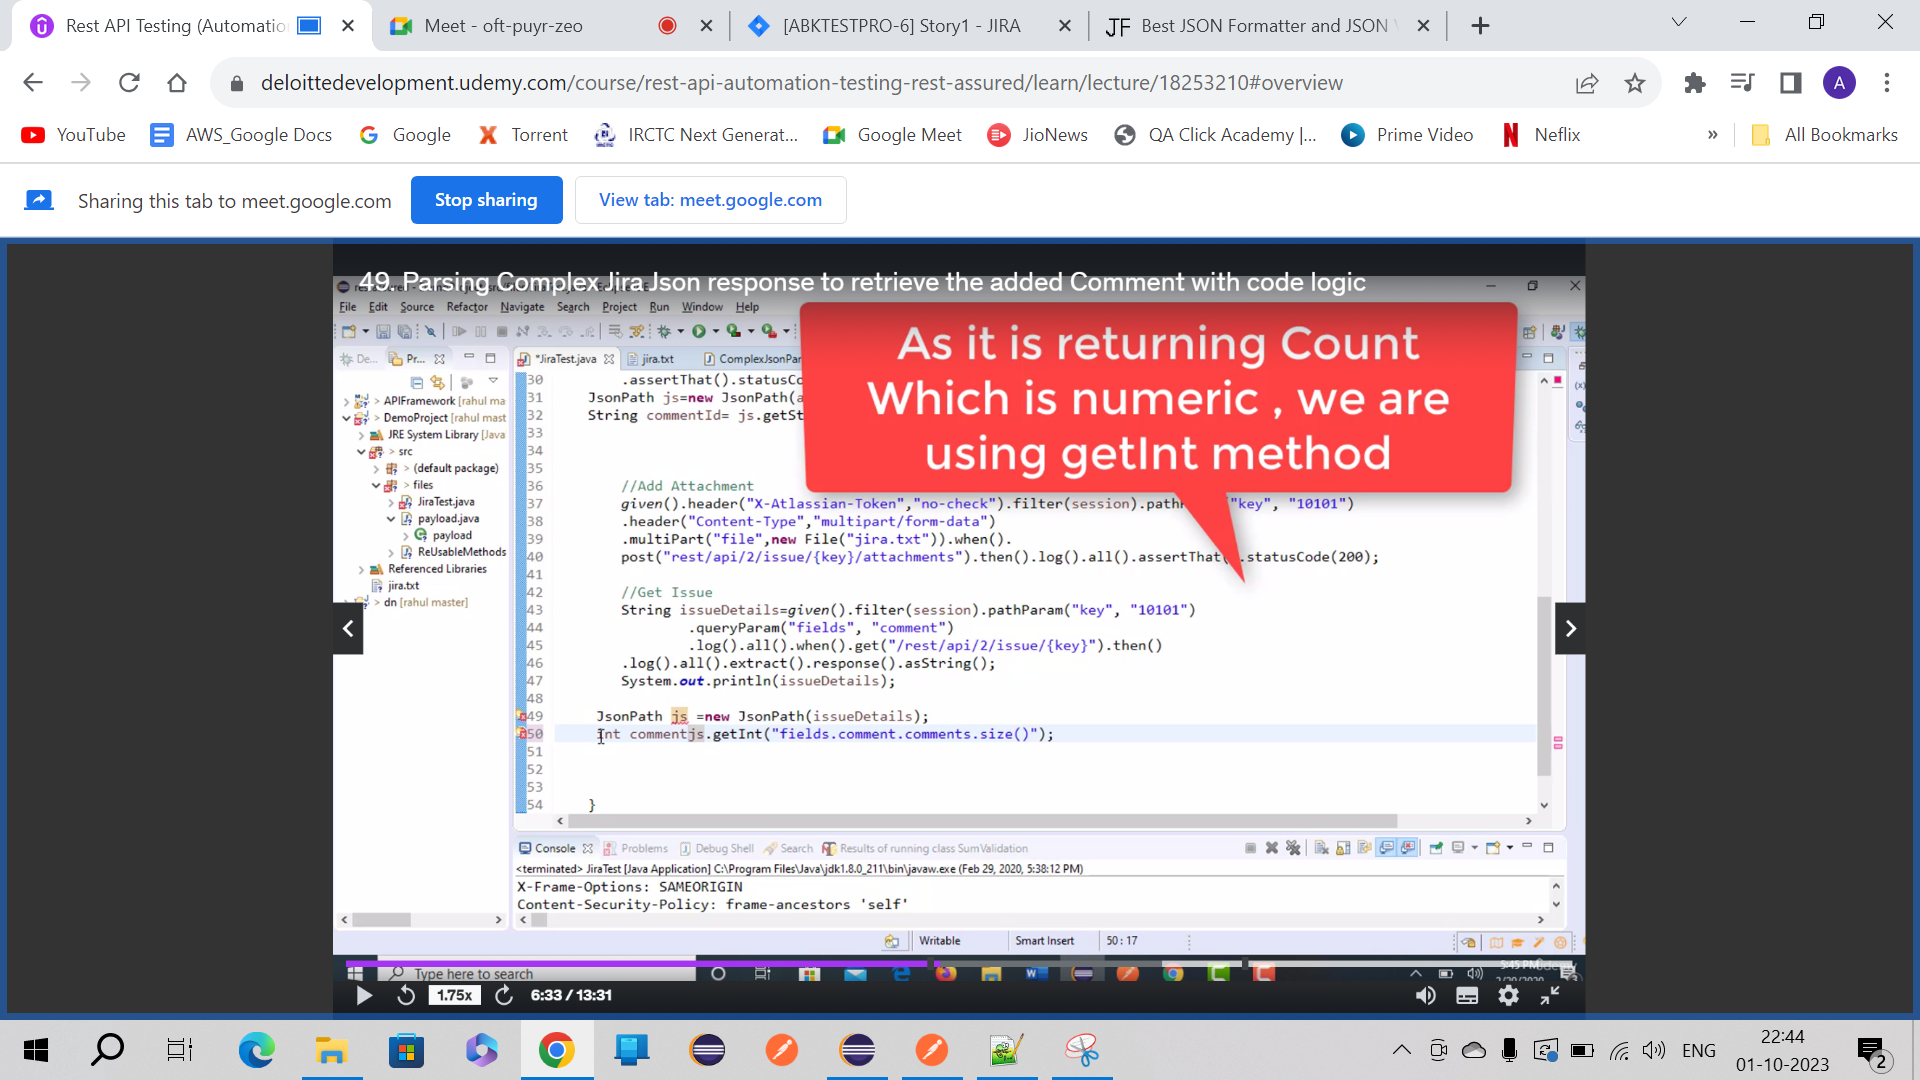 Rest API Testing (Automatio
Meet - oft-puyr-zeo
[ABKTESTPRO-6] Story1 - JIRA
JF Best JSON Formatter and JSON V
deloittedevelopment.udemy.com/course/rest-api-automation-testing-rest-assured/learn/lecture/18253210#overview
A
YouTube AWS_Google Docs Google Torrent IRCTC Next Generat... Google Meet JioNews QA Click Academy |... Prime Video Neflix » All Bookmarks
Sharing this tab to meet.google.com Stop sharing View tab: meet.google.com
49. Parsing Complex Jira Json response to retrieve the added Comment with code logic
File Edit Source Refactor Navigate Search Project Run Window Help
As it is returning Count
Which is numeric , we are
using getInt method
De... Pr...
*JiraTest.java jira.txt ComplexJsonPar
APIFramework [rahul ma
DemoProject [rahul mast
JRE System Library [Java
src
(default package)
files
JiraTest.java
payload.java
payload
ReUsableMethods
Referenced Libraries
jira.txt
dn [rahul master]
30 .assertThat().statusCo
31 JsonPath js=new JsonPath(a
32 String commentId= js.getSt
33
34
35
36 //Add Attachment
37 given().header("X-Atlassian-Token","no-check").filter(session).pathP "key", "10101")
38 .header("Content-Type","multipart/form-data")
39 .multiPart("file",new File("jira.txt")).when().
40 post("rest/api/2/issue/{key}/attachments").then().log().all().assertThat( .statusCode(200);
41
42 //Get Issue
43 String issueDetails=given().filter(session).pathParam("key", "10101")
44 .queryParam("fields", "comment")
45 .log().all().when().get("/rest/api/2/issue/{key}").then()
46 .log().all().extract().response().asString();
47 System.out.println(issueDetails);
48
49 JsonPath js =new JsonPath(issueDetails);
50 Int commentjs.getInt("fields.comment.comments.size()");
51
52
53
54 }
Console Problems Debug Shell Search Results of running class SumValidation
<terminated> JiraTest [Java Application] C:\Program Files\Java\jdk1.8.0_211\bin\javaw.exe (Feb 29, 2020, 5:38:12 PM)
X-Frame-Options: SAMEORIGIN
Content-Security-Policy: frame-ancestors 'self'
Writable Smart Insert 50 : 17
Type here to search
5:45 PM
1.75x 6:33 / 13:31
ENG
22:44
01-10-2023
2